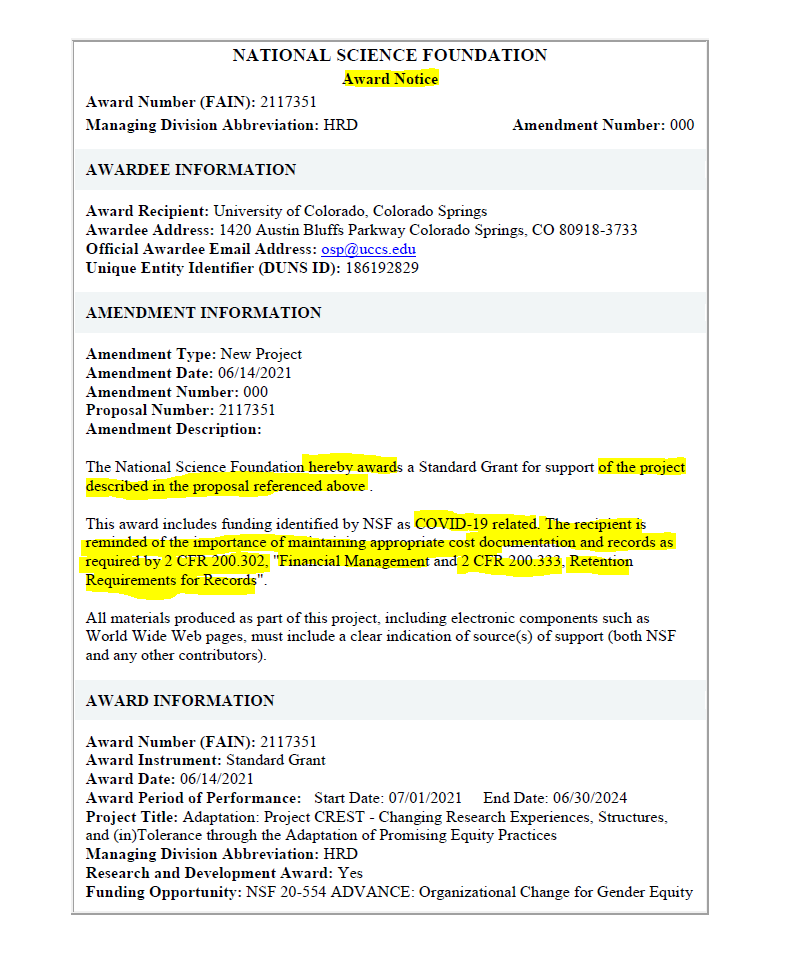 NATIONAL SCIENCE FOUNDATION
Award Notice
Award Number (FAIN): 2117351
Managing Division Abbreviation: HRD Amendment Number: 000
AWARDEE INFORMATION
Award Recipient: University of Colorado, Colorado Springs
Awardee Address: 1420 Austin Bluffs Parkway Colorado Springs, CO 80918-3733
Official Awardee Email Address: osp@uccs.edu
Unique Entity Identifier (DUNS ID): 186192829
AMENDMENT INFORMATION
Amendment Type: New Project
Amendment Date: 06/14/2021
Amendment Number: 000
Proposal Number: 2117351
Amendment Description:
The National Science Foundation hereby awards a Standard Grant for support of the project
described in the proposal referenced above .
This award includes funding identified by NSF as COVID-19 related. The recipient is
reminded of the importance of maintaining appropriate cost documentation and records as
required by 2 CFR 200.302, "Financial Management and 2 CFR 200.333, Retention
Requirements for Records".
All materials produced as part of this project, including electronic components such as
World Wide Web pages, must include a clear indication of source(s) of support (both NSF
and any other contributors).
AWARD INFORMATION
Award Number (FAIN): 2117351
Award Instrument: Standard Grant
Award Date: 06/14/2021
Award Period of Performance: Start Date: 07/01/2021 End Date: 06/30/2024
Project Title: Adaptation: Project CREST - Changing Research Experiences, Structures,
and (in)Tolerance through the Adaptation of Promising Equity Practices
Managing Division Abbreviation: HRD
Research and Development Award: Yes
Funding Opportunity: NSF 20-554 ADVANCE: Organizational Change for Gender Equity